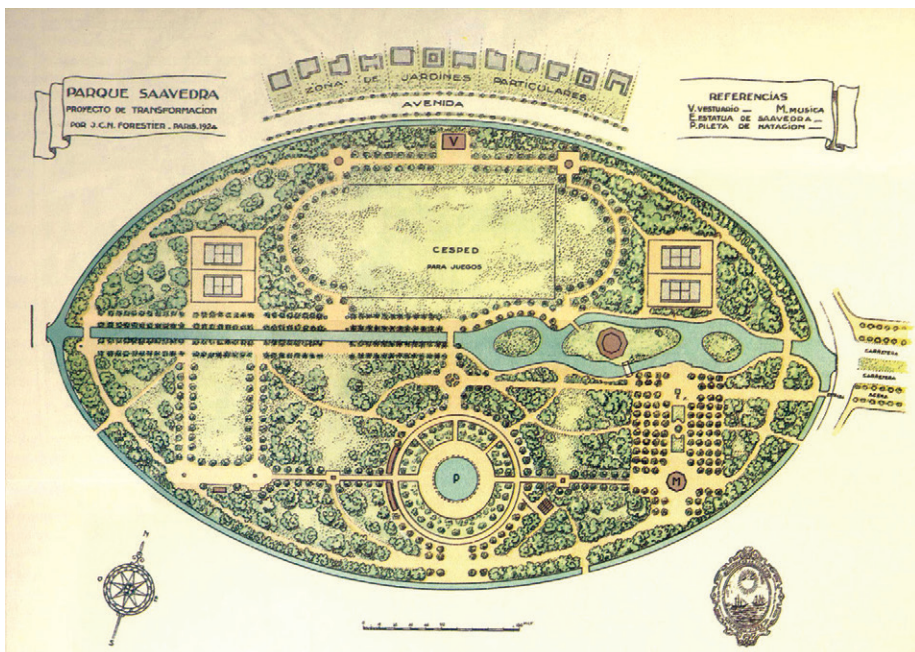 PARQUE SAAVEDRA
PROYECTO DE TRANSFORMACION
POR J.C.N. FORESTIER - PARIS. 1924
ZONA DE JARDINES PARTICULARES
AVENIDA
REFERENCIAS
V. VESTUARIO — M. MUSICA
E. ESTATUA DE SAAVEDRA —
P. PILETA DE NATACION —
V
CESPED
PARA JUEGOS
CARRETERA
CARRETERA
ACERA
P
M
N
S